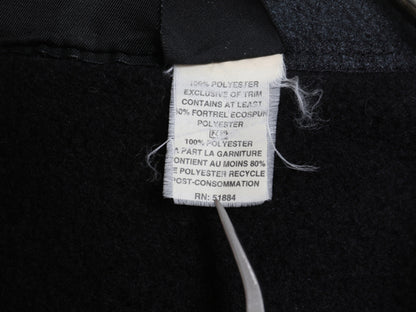 100% POLYESTER
EXCLUSIVE OF TRIM
CONTAINS AT LEAST
80% FORTREL ECOSPUN
POLYESTER
100% POLYESTER
A PART LA GARNITURE
CONTIENT AU MOINS 80%
DE POLYESTER RECYCLE
POST-CONSOMMATION
RN: 51884